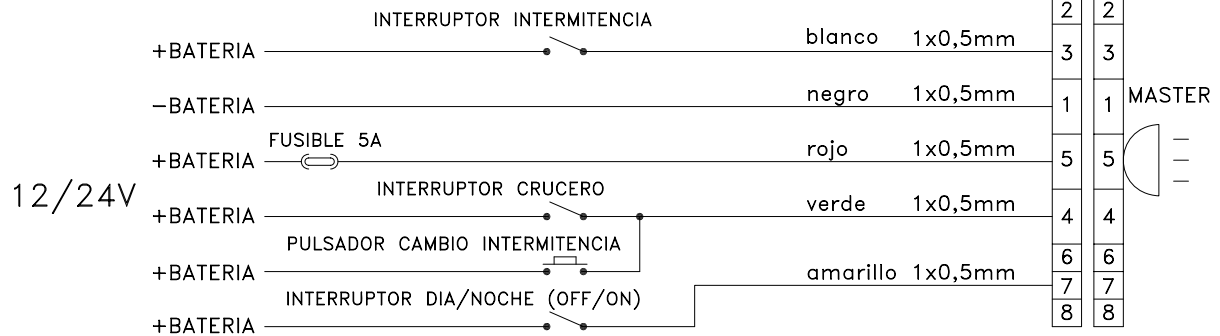 2 2
INTERRUPTOR INTERMITENCIA
+BATERIA blanco 1x0,5mm 3 3
-BATERIA negro 1x0,5mm 1 1 MASTER
FUSIBLE 5A
+BATERIA rojo 1x0,5mm 5 5
12/24V
INTERRUPTOR CRUCERO
+BATERIA verde 1x0,5mm 4 4
PULSADOR CAMBIO INTERMITENCIA
6 6
+BATERIA amarillo 1x0,5mm 7 7
INTERRUPTOR DIA/NOCHE (OFF/ON)
8 8
+BATERIA